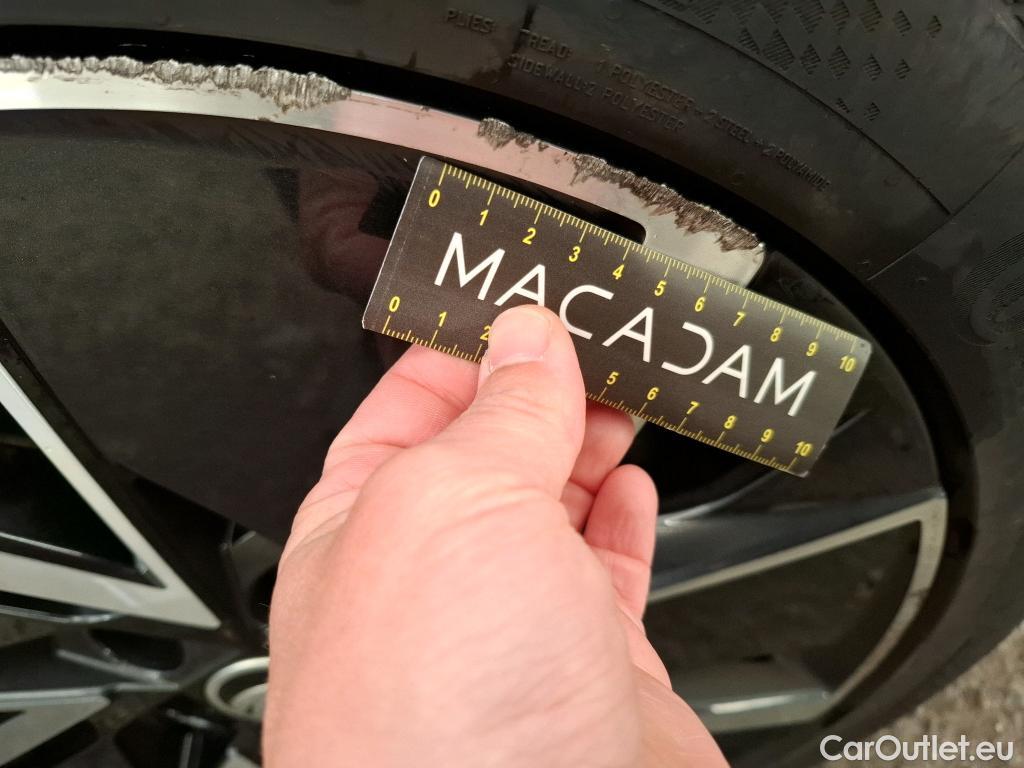 PLIES: TREAD: 1 POLYESTER + 2 STEEL + 2 POLYAMIDE
SIDEWALL: 2 POLYESTER
0 1 2 3 4 5 6 7 8 9 10
MACADAM
0 1 2 5 6 7 8 9 10
CarOutlet.eu